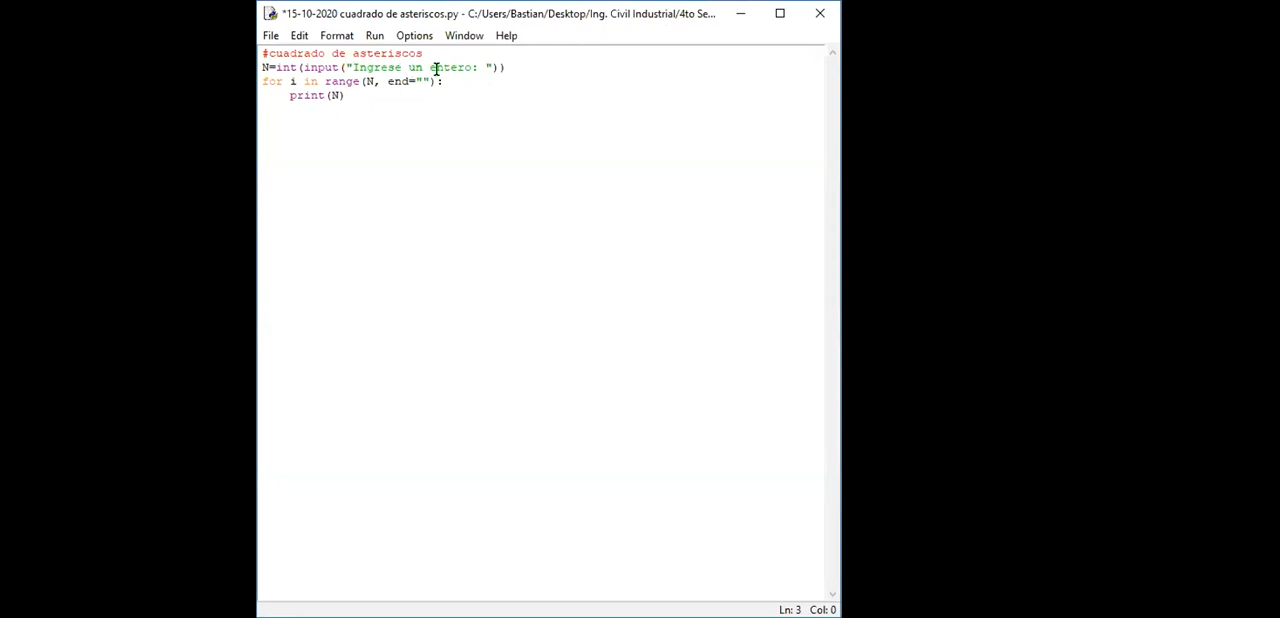 *15-10-2020 cuadrado de asteriscos.py - C:/Users/Bastian/Desktop/Ing. Civil Industrial/4to Se...
File Edit Format Run Options Window Help
#cuadrado de asteriscos
N=int(input("Ingrese un entero: "))
for i in range(N, end=""):
    print(N)
Ln: 3 Col: 0